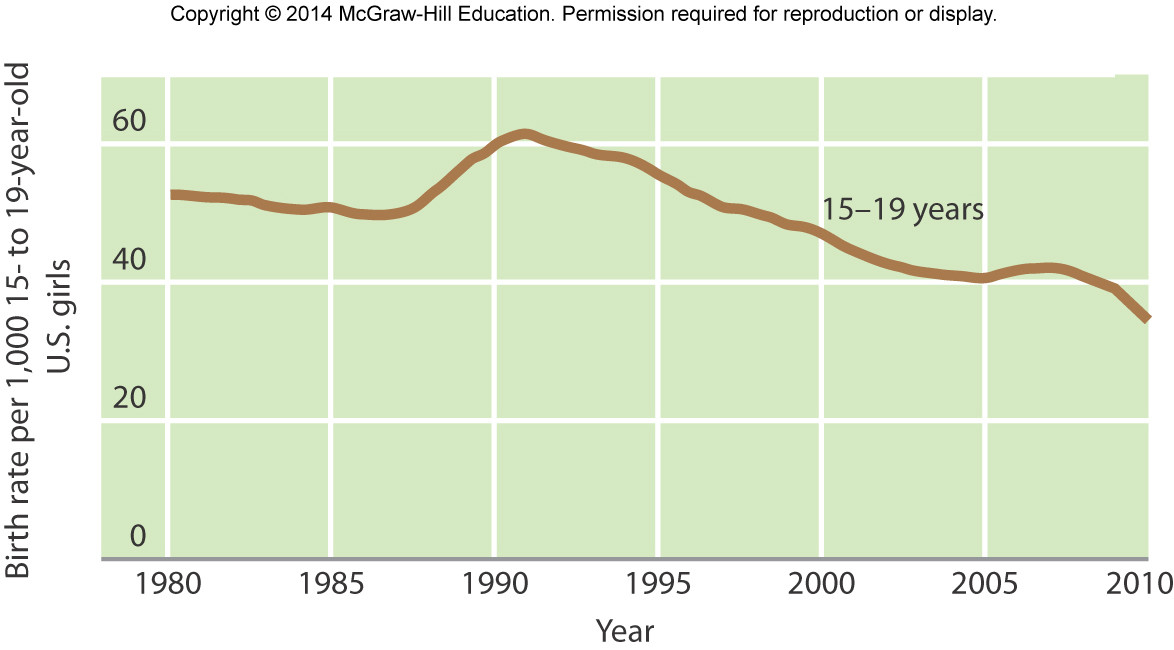 Copyright © 2014 McGraw-Hill Education. Permission required for reproduction or display.
Birth rate per 1,000 15- to 19-year-old
U.S. girls
60
40
20
0
15–19 years
1980 1985 1990 1995 2000 2005 2010
Year